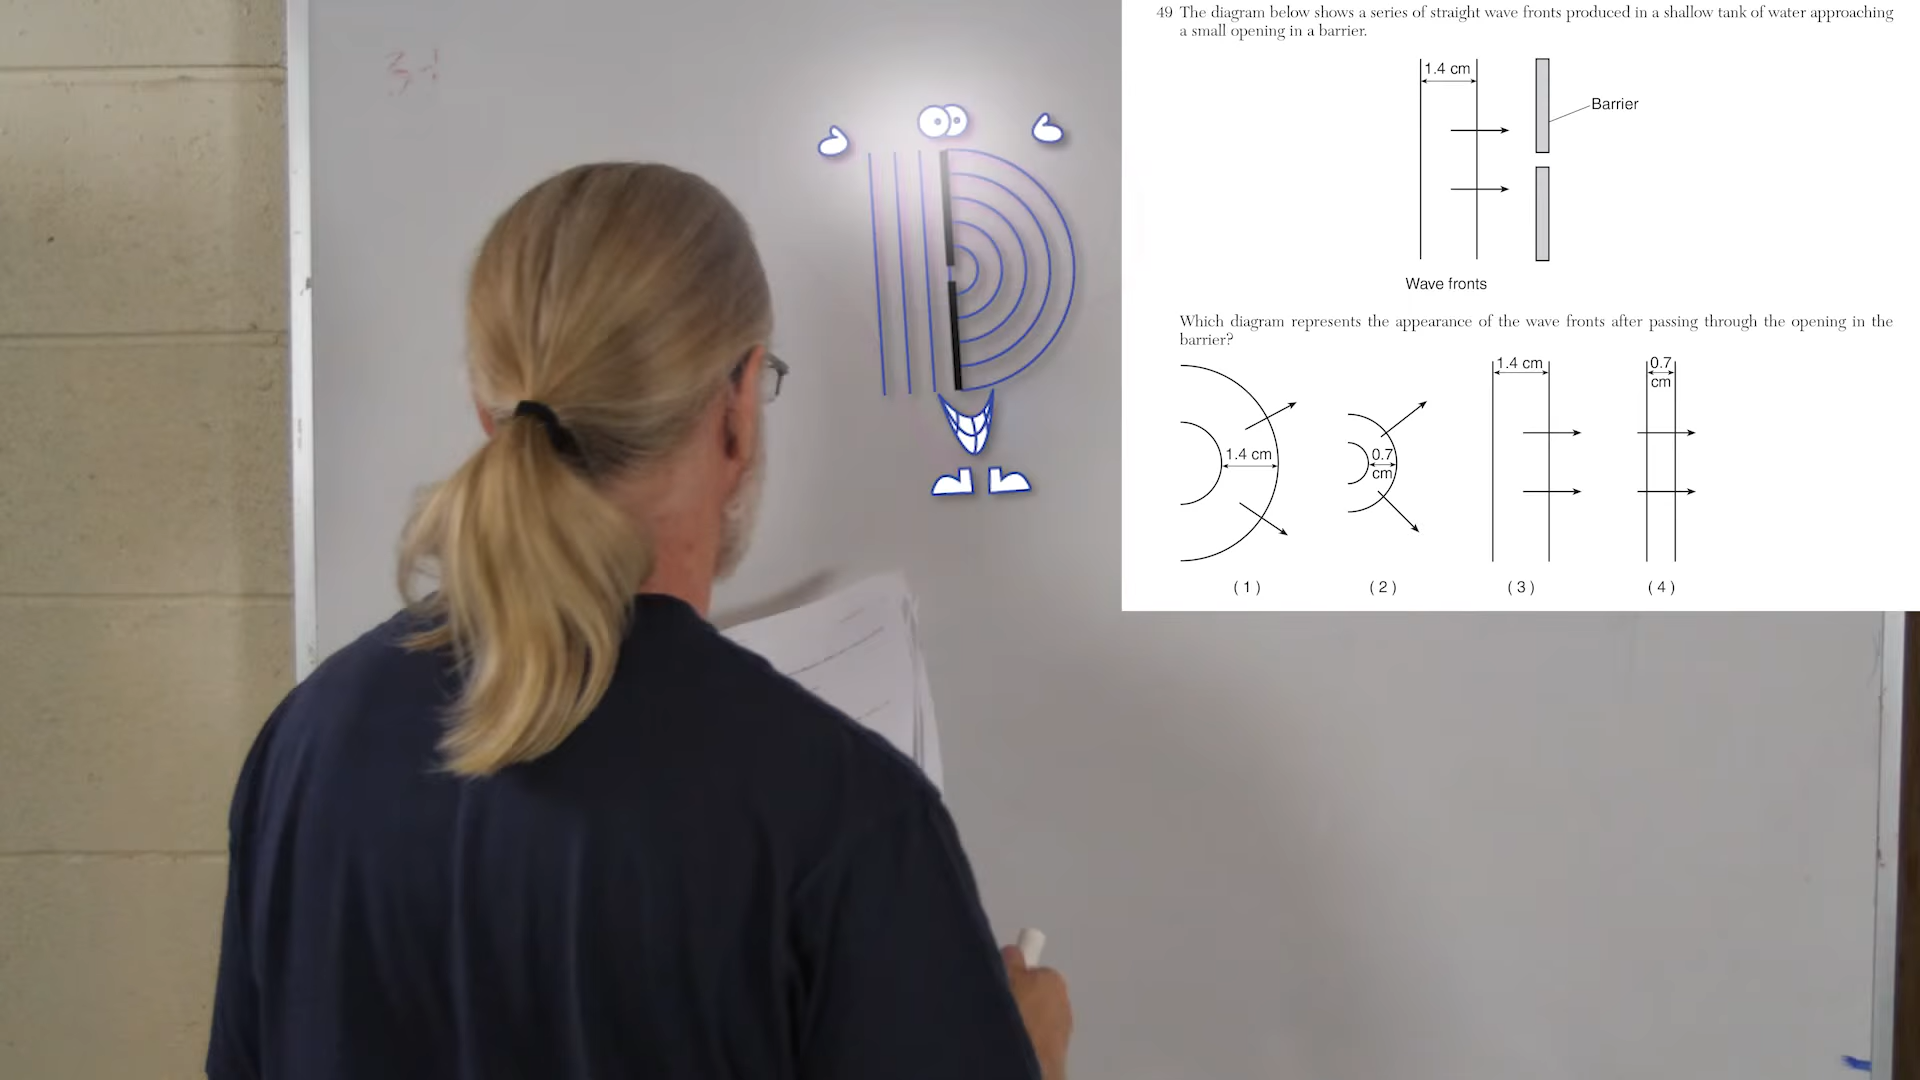 3-1
49 The diagram below shows a series of straight wave fronts produced in a shallow tank of water approaching
a small opening in a barrier.
1.4 cm
Barrier
Wave fronts
Which diagram represents the appearance of the wave fronts after passing through the opening in the
barrier?
1.4 cm
0.7
cm
1.4 cm
0.7
cm
(1) (2) (3) (4)